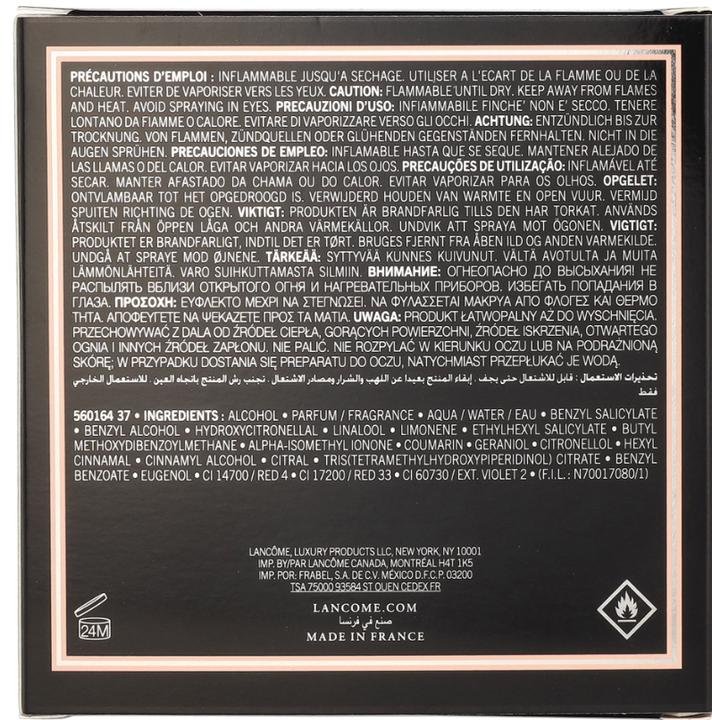 PRÉCAUTIONS D'EMPLOI : INFLAMMABLE JUSQU'A SECHAGE. UTILISER A L'ECART DE LA FLAMME OU DE LA
CHALEUR. EVITER DE VAPORISER VERS LES YEUX. CAUTION: FLAMMABLE UNTIL DRY. KEEP AWAY FROM FLAMES
AND HEAT. AVOID SPRAYING IN EYES. PRECAUZIONI D'USO: INFIAMMABILE FINCHE' NON E' SECCO. TENERE
LONTANO DA FIAMME O CALORE. EVITARE DI VAPORIZZARE VERSO GLI OCCHI. ACHTUNG: ENTZÜNDLICH BIS ZUR
TROCKNUNG. VON FLAMMEN, ZÜNDQUELLEN ODER GLÜHENDEN GEGENSTÄNDEN FERNHALTEN. NICHT IN DIE
AUGEN SPRÜHEN. PRECAUCIONES DE EMPLEO: INFLAMABLE HASTA QUE SE SEQUE. MANTENER ALEJADO DE
LAS LLAMAS O DEL CALOR. EVITAR VAPORIZAR HACIA LOS OJOS. PRECAUÇÕES DE UTILIZAÇÃO: INFLAMÁVEL ATÉ
SECAR. MANTER AFASTADO DA CHAMA OU DO CALOR. EVITAR VAPORIZAR PARA OS OLHOS. OPGELET:
ONTVLAMBAAR TOT HET OPGEDROOGD IS. VERWIJDERD HOUDEN VAN WARMTE EN OPEN VUUR. VERMIJD
SPUITEN RICHTING DE OGEN. VIKTIGT: PRODUKTEN ÄR BRANDFARLIG TILLS DEN HAR TORKAT. ANVÄNDS
ÅTSKILT FRÅN ÖPPEN LÅGA OCH ANDRA VÄRMEKÄLLOR. UNDVIK ATT SPRAYA MOT ÖGONEN. VIGTIGT:
PRODUKTET ER BRANDFARLIGT, INDTIL DET ER TØRT. BRUGES FJERNT FRA ÅBEN ILD OG ANDEN VARMEKILDE.
UNDGÅ AT SPRAYE MOD ØJNENE. TÄRKEÄÄ: SYTTYVÄÄ KUNNES KUIVUNUT. VÄLTÄ AVOTULTA JA MUITA
LÄMMÖNLÄHTEITÄ. VARO SUIHKUTTAMASTA SILMIIN. ВНИМАНИЕ: ОГНЕОПАСНО ДО ВЫСЫХАНИЯ! НЕ
РАСПЫЛЯТЬ ВБЛИЗИ ОТКРЫТОГО ОГНЯ И НАГРЕВАТЕЛЬНЫХ ПРИБОРОВ. ИЗБЕГАТЬ ПОПАДАНИЯ В
ГЛАЗА. ΠΡΟΣΟΧΗ: ΕΥΦΛΕΚΤΟ ΜΕΧΡΙ ΝΑ ΣΤΕΓΝΩΣΕΙ. ΝΑ ΦΥΛΑΣΣΕΤΑΙ ΜΑΚΡΥΑ ΑΠΟ ΦΛΟΓΕΣ ΚΑΙ ΘΕΡΜΟ
ΤΗΤΑ. ΑΠΟΦΕΥΓΕΤΕ ΝΑ ΨΕΚΑΖΕΤΕ ΠΡΟΣ ΤΑ ΜΑΤΙΑ. UWAGA: PRODUKT ŁATWOPALNY AŻ DO WYSCHNIĘCIA.
PRZECHOWYWAĆ Z DALA OD ŹRÓDEŁ CIEPŁA, GORĄCYCH POWIERZCHNI, ŹRÓDEŁ ISKRZENIA, OTWARTEGO
OGNIA I INNYCH ŹRÓDEŁ ZAPŁONU. NIE PALIĆ. NIE ROZPYLAĆ W KIERUNKU OCZU LUB NA PODRAŻNIONĄ
SKÓRĘ; W PRZYPADKU DOSTANIA SIĘ PREPARATU DO OCZU, NATYCHMIAST PRZEPŁUKAĆ JE WODĄ.
تحذيرات الاستعمال : قابل للاشتعال حتى يجف . إبقاء المنتج بعيدا عن اللهب والشرار ومصادر الاشتعال . تجنب رش المنتج باتجاه العين . للاستعمال الخارجي
فقط
560164 37 • INGREDIENTS : ALCOHOL • PARFUM / FRAGRANCE • AQUA / WATER / EAU • BENZYL SALICYLATE
• BENZYL ALCOHOL • HYDROXYCITRONELLAL • LINALOOL • LIMONENE • ETHYLHEXYL SALICYLATE • BUTYL
METHOXYDIBENZOYLMETHANE • ALPHA-ISOMETHYL IONONE • COUMARIN • GERANIOL • CITRONELLOL • HEXYL
CINNAMAL • CINNAMYL ALCOHOL • CITRAL • TRIS(TETRAMETHYLHYDROXYPIPERIDINOL) CITRATE • BENZYL
BENZOATE • EUGENOL • CI 14700 / RED 4 • CI 17200 / RED 33 • CI 60730 / EXT. VIOLET 2 • (F.I.L.: N70017080/1)
LANCÔME, LUXURY PRODUCTS LLC, NEW YORK, NY 10001
IMP. BY/PAR LANCÔME CANADA, MONTRÉAL H4T 1K5
IMP. POR: FRABEL, S.A. DE C.V. MÉXICO D.F.C.P. 03200
TSA 75000 93584 ST OUEN CEDEX FR
LANCOME.COM
صنع في فرنسا
MADE IN FRANCE
24M